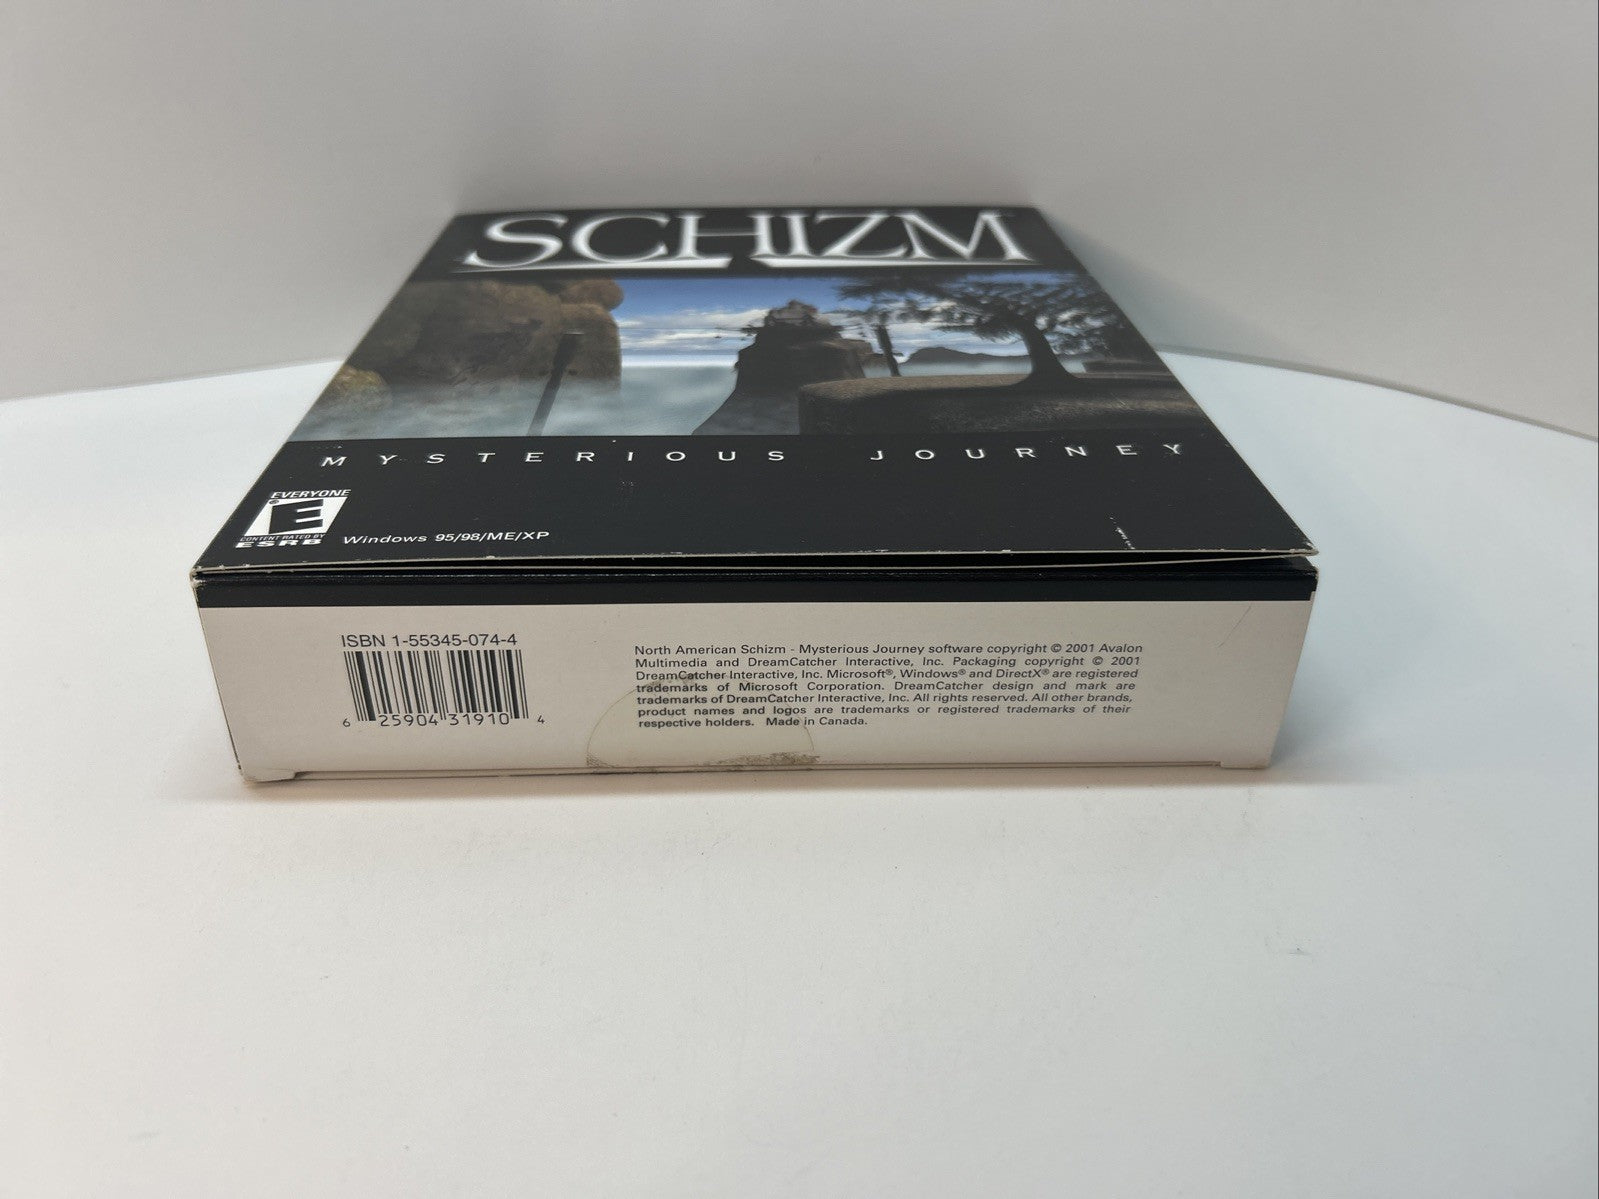 SCHIZM
MYSTERIOUS JOURNEY
EVERYONE
E
CONTENT RATED BY
ESRB
Windows 95/98/ME/XP
ISBN 1-55345-074-4
6 25904 31910 4
North American Schizm - Mysterious Journey software copyright © 2001 Avalon
Multimedia and DreamCatcher Interactive, Inc. Packaging copyright © 2001
DreamCatcher Interactive, Inc. Microsoft®, Windows® and DirectX® are registered
trademarks of Microsoft Corporation. DreamCatcher design and mark are
trademarks of DreamCatcher Interactive, Inc. All rights reserved. All other brands,
product names and logos are trademarks or registered trademarks of their
respective holders. Made in Canada.